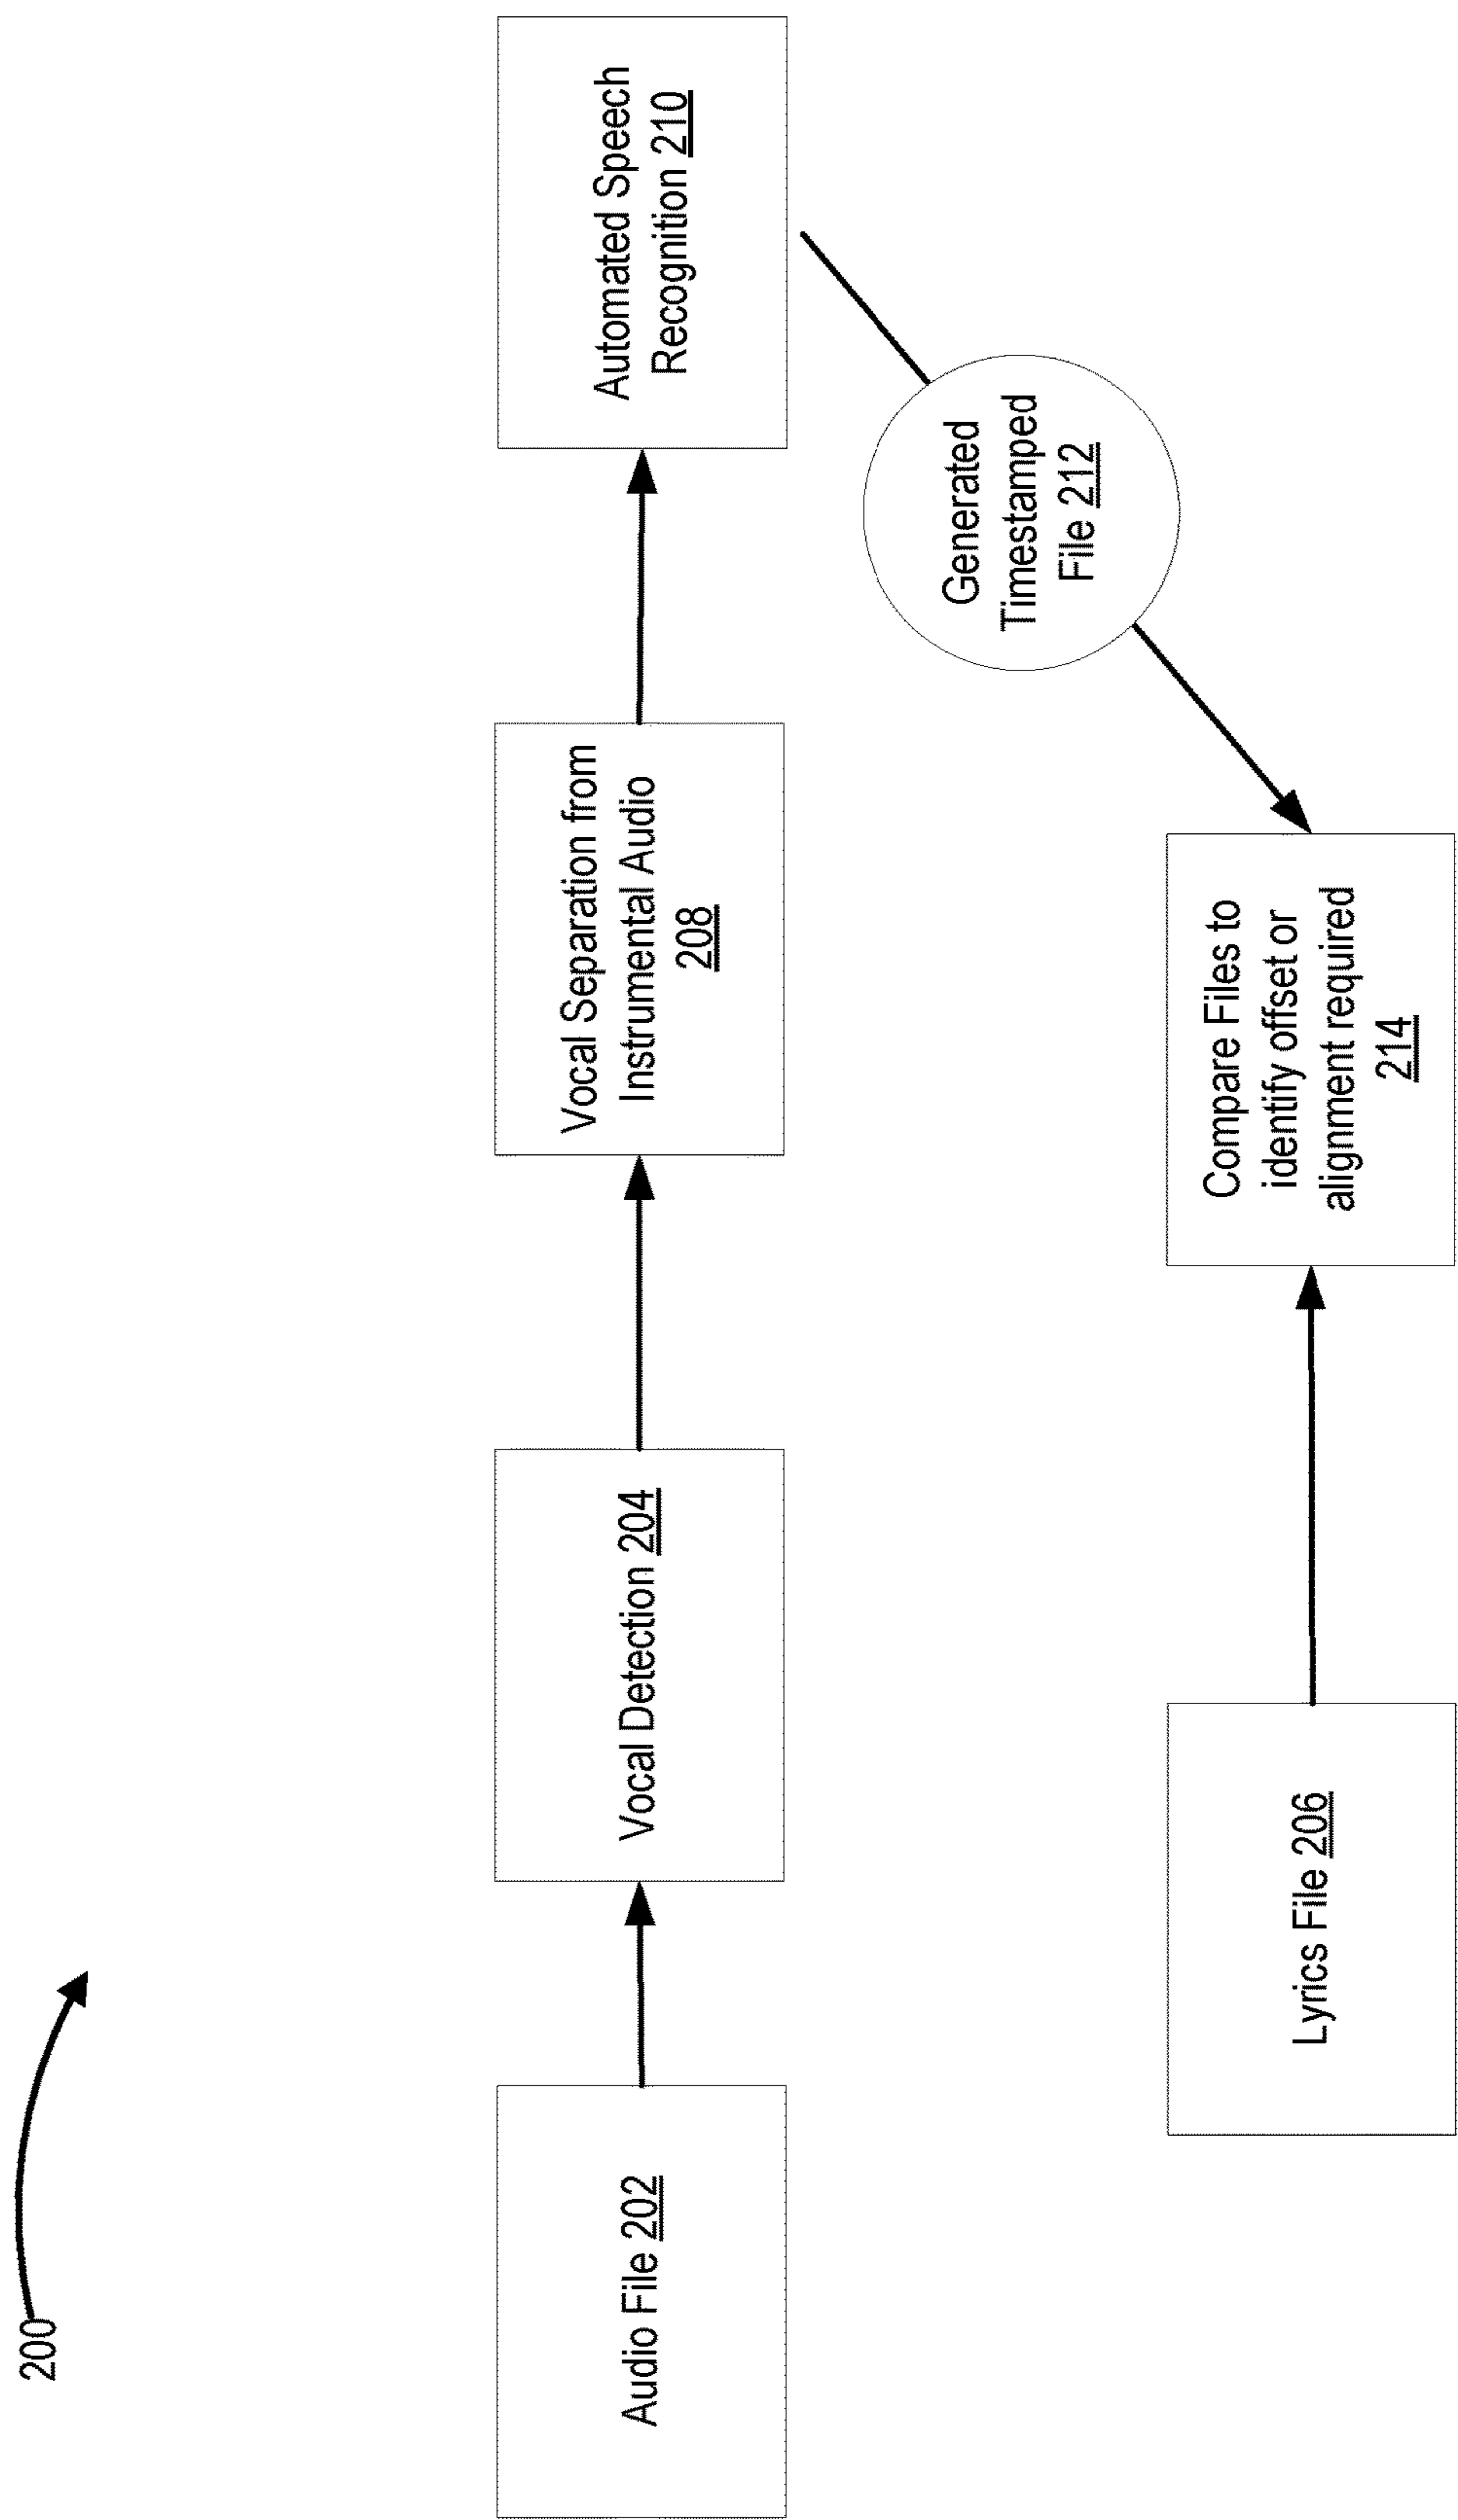 200
Audio File 202
Vocal Detection 204
Vocal Separation from
Instrumental Audio
208
Automated Speech
Recognition 210
Generated
Timestamped
File 212
Lyrics File 206
Compare Files to
identify offset or
alignment required
214